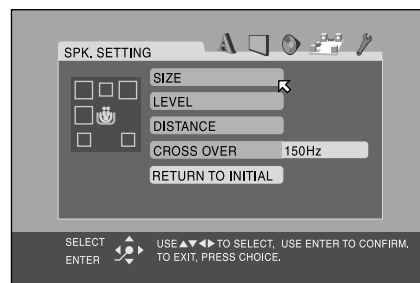 SPK. SETTING
SIZE
LEVEL
DISTANCE
CROSS OVER 150Hz
RETURN TO INITIAL
SELECT
ENTER
USE▲▼◀▶TO SELECT, USE ENTER TO CONFIRM.
TO EXIT, PRESS CHOICE.